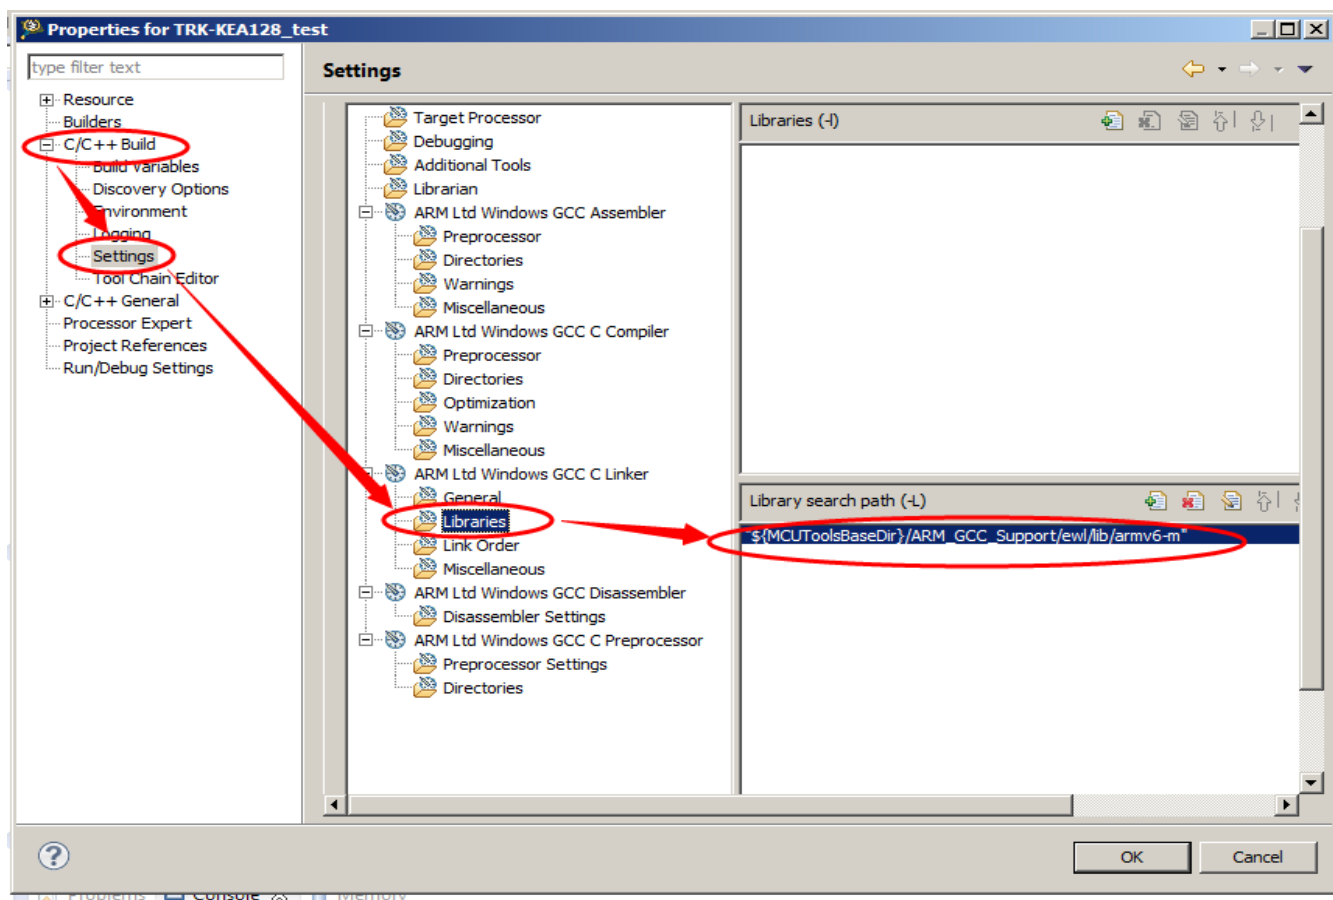 Properties for TRK-KEA128_test
type filter text
Settings
Resource
Builders
C/C++ Build
Build Variables
Discovery Options
Environment
Logging
Settings
Tool Chain Editor
C/C++ General
Processor Expert
Project References
Run/Debug Settings
Target Processor
Debugging
Additional Tools
Librarian
ARM Ltd Windows GCC Assembler
Preprocessor
Directories
Warnings
Miscellaneous
ARM Ltd Windows GCC C Compiler
Preprocessor
Directories
Optimization
Warnings
Miscellaneous
ARM Ltd Windows GCC C Linker
General
Libraries
Link Order
Miscellaneous
ARM Ltd Windows GCC Disassembler
Disassembler Settings
ARM Ltd Windows GCC C Preprocessor
Preprocessor Settings
Directories
Libraries (-l)
Library search path (-L)
"${MCUToolsBaseDir}/ARM_GCC_Support/ewl/lib/armv6-m"
OK
Cancel
Problems
Console
Memory